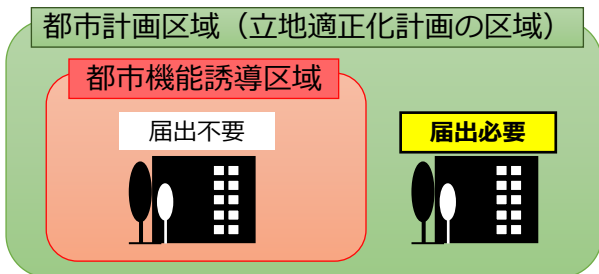 都市計画区域（立地適正化計画の区域）
都市機能誘導区域
届出不要
届出必要